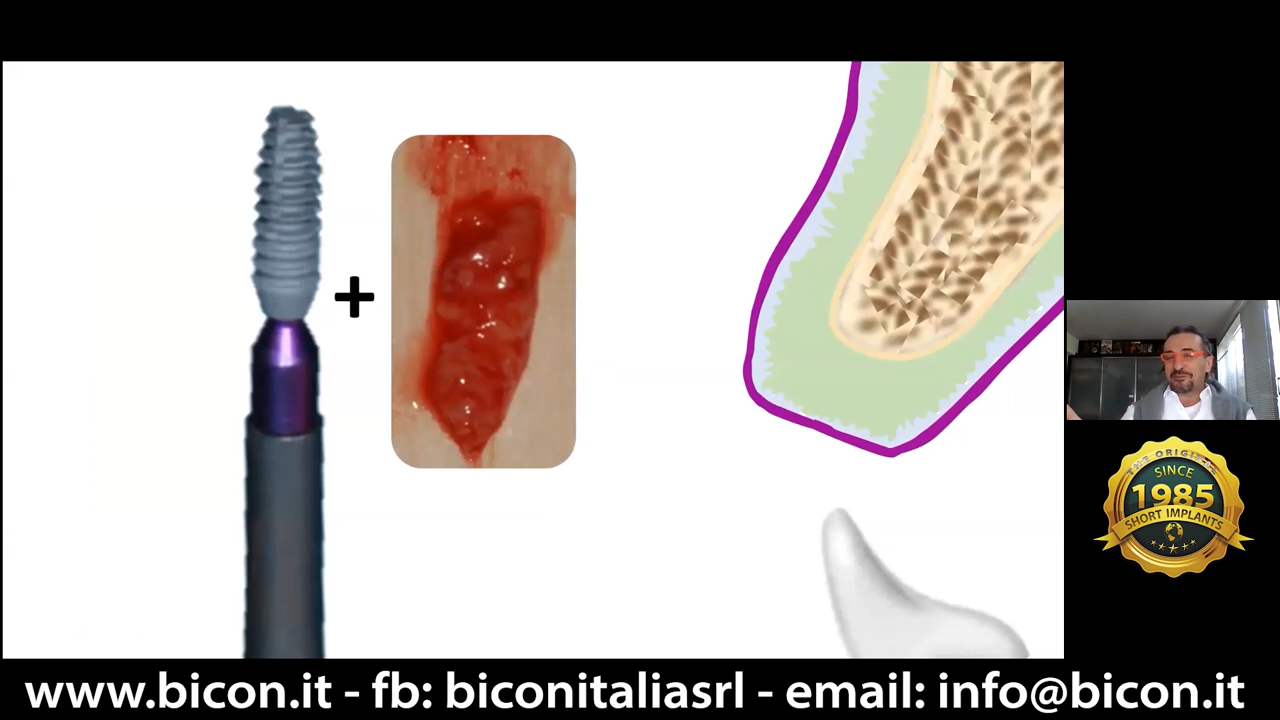 THE ORIGINAL
SINCE
1985
SHORT IMPLANTS
www.bicon.it - fb: biconitaliasrl - email: info@bicon.it